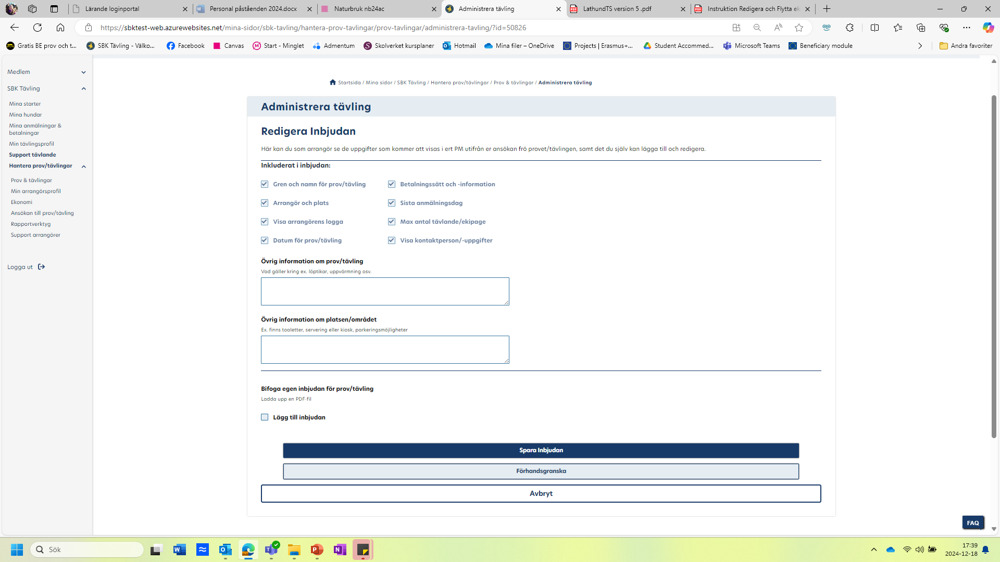 Lärande loginportal
Personal påståenden 2024.docx
Naturbruk nb24ac
Administrera tävling
LathundTS version 5 .pdf
Instruktion Redigera och Flytta ek
https://sbktest-web.azurewebsites.net/mina-sidor/sbk-tavling/hantera-prov-tavlingar/prov-tavlingar/administrera-tavling/?id=50826
Gratis BE prov och t...
SBK Tävling - Välko...
Facebook
Canvas
Start - Minglet
Admentum
Skolverket kursplaner
Hotmail
Mina filer – OneDrive
Projects | Erasmus+...
Student Accommed...
Microsoft Teams
Beneficiary module
Andra favoriter
Medlem
SBK Tävling
Mina starter
Mina hundar
Mina anmälningar &
betalningar
Min tävlingsprofil
Support tävlande
Hantera prov/tävlingar
Prov & tävlingar
Min arrangörsprofil
Ekonomi
Ansökan till prov/tävling
Rapportverktyg
Support arrangörer
Logga ut
Startsida / Mina sidor / SBK Tävling / Hantera prov/tävlingar / Prov & tävlingar / Administrera tävling
Administrera tävling
Redigera Inbjudan
Här kan du som arrangör se de uppgifter som kommer att visas i ert PM utifrån er ansökan frö provet/tävlingen, samt det du själv kan lägga till och redigera.
Inkluderat i inbjudan:
Gren och namn för prov/tävling
Betalningssätt och -information
Arrangör och plats
Sista anmälningsdag
Visa arrangörens logga
Max antal tävlande/ekipage
Datum för prov/tävling
Visa kontaktperson/-uppgifter
Övrig information om prov/tävling
Vad gäller kring ex. löptikar, uppvärmning osv.
Övrig information om platsen/området
Ex. finns toaletter, servering eller kiosk, parkeringsmöjligheter
Bifoga egen inbjudan för prov/tävling
Ladda upp en PDF-fil
Lägg till inbjudan
Spara Inbjudan
Förhandsgranska
Avbryt
FAQ
Sök
17:39
2024-12-18